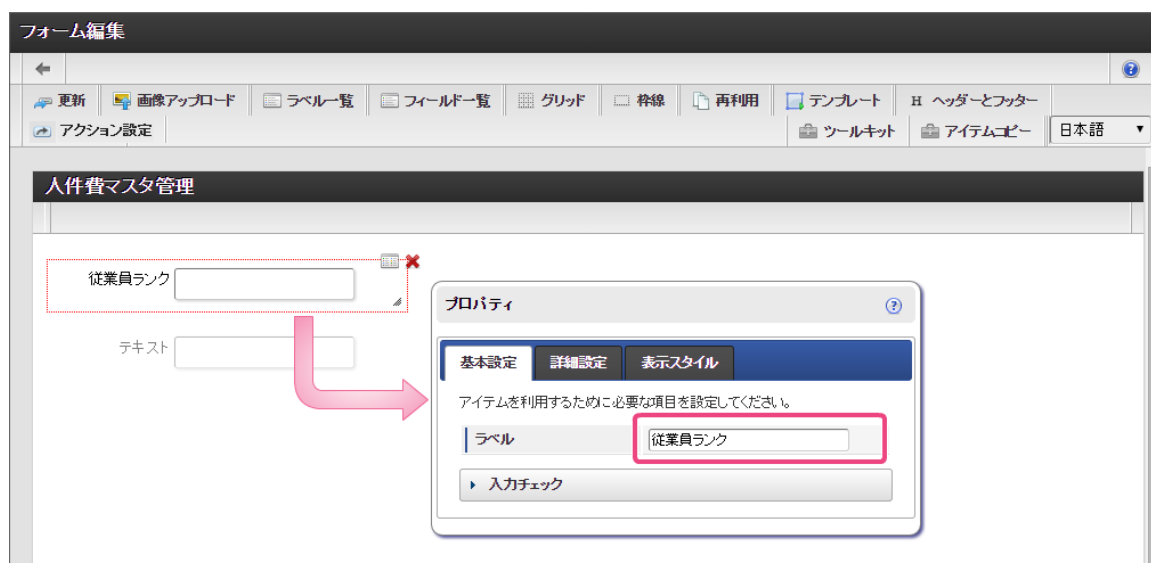 フォーム編集
更新 画像アップロード ラベル一覧 フィールド一覧 グリッド 枠線 再利用 テンプレート H ヘッダーとフッター
アクション設定 ツールキット アイテムコピー 日本語
人件費マスタ管理
従業員ランク
テキスト
プロパティ
基本設定 詳細設定 表示スタイル
アイテムを利用するために必要な項目を設定してください。
ラベル 従業員ランク
入力チェック